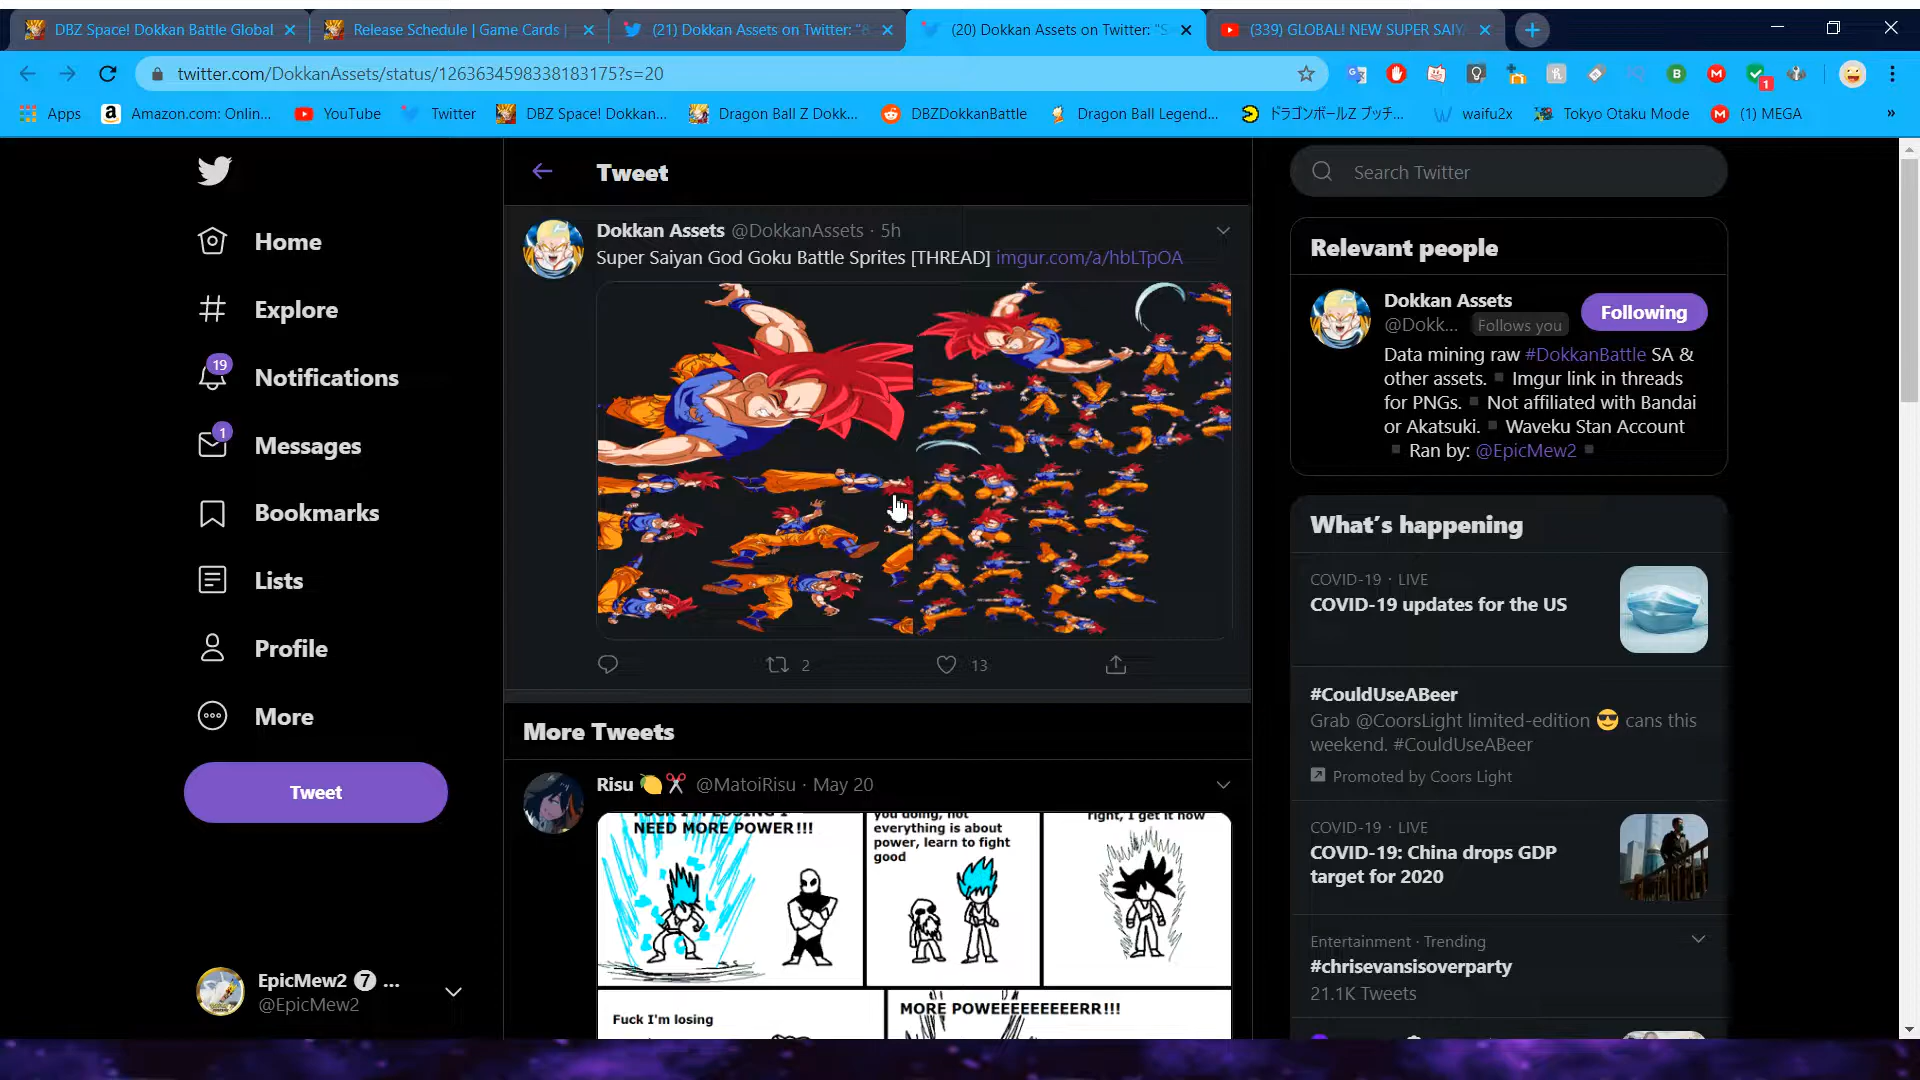 DBZ Space! Dokkan Battle Global
Release Schedule | Game Cards |
(21) Dokkan Assets on Twitter: "
(20) Dokkan Assets on Twitter: "S
(339) GLOBAL! NEW SUPER SAIY
twitter.com/DokkanAssets/status/1263634598338183175?s=20
Apps
Amazon.com: Onlin...
YouTube
Twitter
DBZ Space! Dokkan...
Dragon Ball Z Dokk...
DBZDokkanBattle
Dragon Ball Legend...
ドラゴンボールZ ブッチ...
waifu2x
Tokyo Otaku Mode
(1) MEGA
»
Home
Explore
19
Notifications
1
Messages
Bookmarks
Lists
Profile
More
Tweet
EpicMew2 7 ...
@EpicMew2
Tweet
Dokkan Assets @DokkanAssets · 5h
Super Saiyan God Goku Battle Sprites [THREAD] imgur.com/a/hbLTpOA
2
13
More Tweets
Risu 🍋✂ @MatoiRisu · May 20
NEED MORE POWER!!!
you doing, not
everything is about
power, learn to fight
good
right, I get it now
Fuck I'm losing
MORE POWEEEEEEEEERR!!!
Search Twitter
Relevant people
Dokkan Assets
@Dokk... Follows you
Following
Data mining raw #DokkanBattle SA &
other assets. ▪ Imgur link in threads
for PNGs. ▪ Not affiliated with Bandai
or Akatsuki. ▪ Waveku Stan Account
▪ Ran by: @EpicMew2 ▪
What's happening
COVID-19 · LIVE
COVID-19 updates for the US
#CouldUseABeer
Grab @CoorsLight limited-edition 😎 cans this
weekend. #CouldUseABeer
Promoted by Coors Light
COVID-19 · LIVE
COVID-19: China drops GDP
target for 2020
Entertainment · Trending
#chrisevansisoverparty
21.1K Tweets